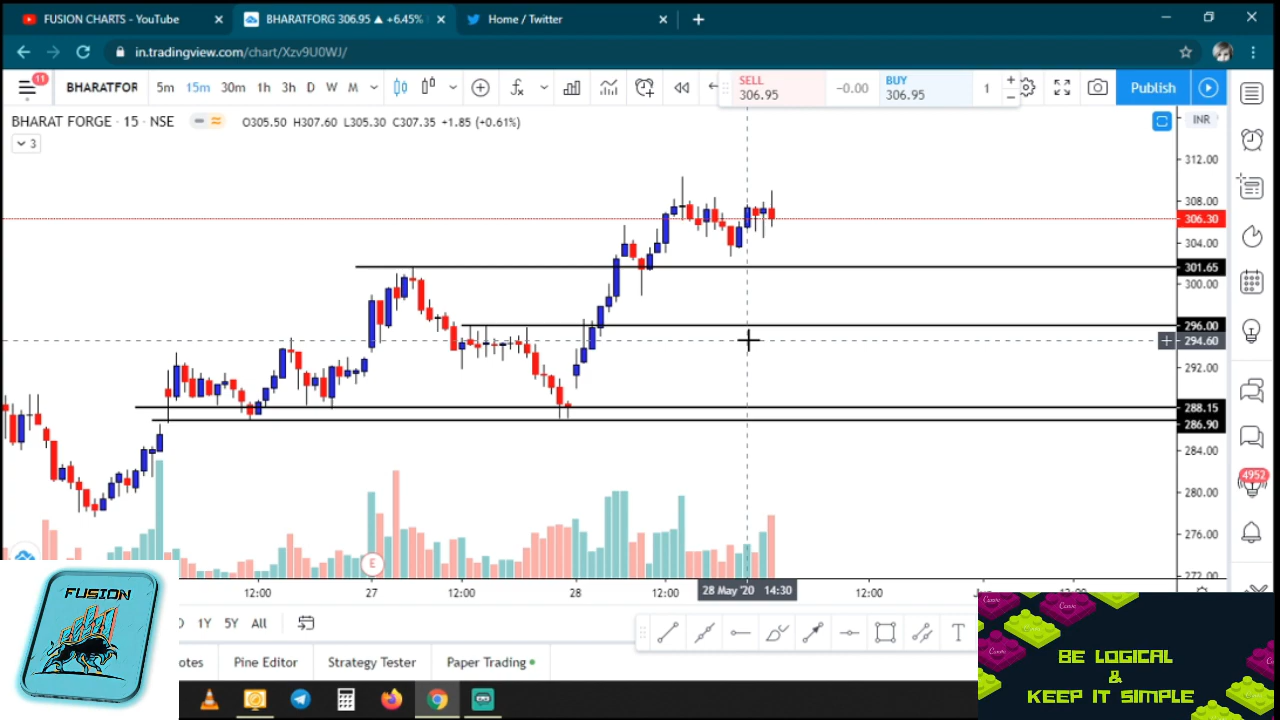 FUSION CHARTS - YouTube
BHARATFORG 306.95 ▲ +6.45%
Home / Twitter
in.tradingview.com/chart/Xzv9U0WJ/
11
BHARATFOR
5m 15m 30m 1h 3h D W M
SELL
306.95
−0.00
BUY
306.95
1
Publish
BHARAT FORGE · 15 · NSE
O305.50 H307.60 L305.30 C307.35 +1.85 (+0.61%)
3
INR
312.00
308.00
306.30
304.00
301.65
300.00
296.00
294.60
292.00
288.15
286.90
284.00
280.00
276.00
272.00
4952
E
12:00 27 12:00 28 12:00 28 May '20 14:30 12:00
1Y 5Y All
T
otes Pine Editor Strategy Tester Paper Trading
FUSION
Canva
Canva
Canva
BE LOGICAL
&
KEEP IT SIMPLE